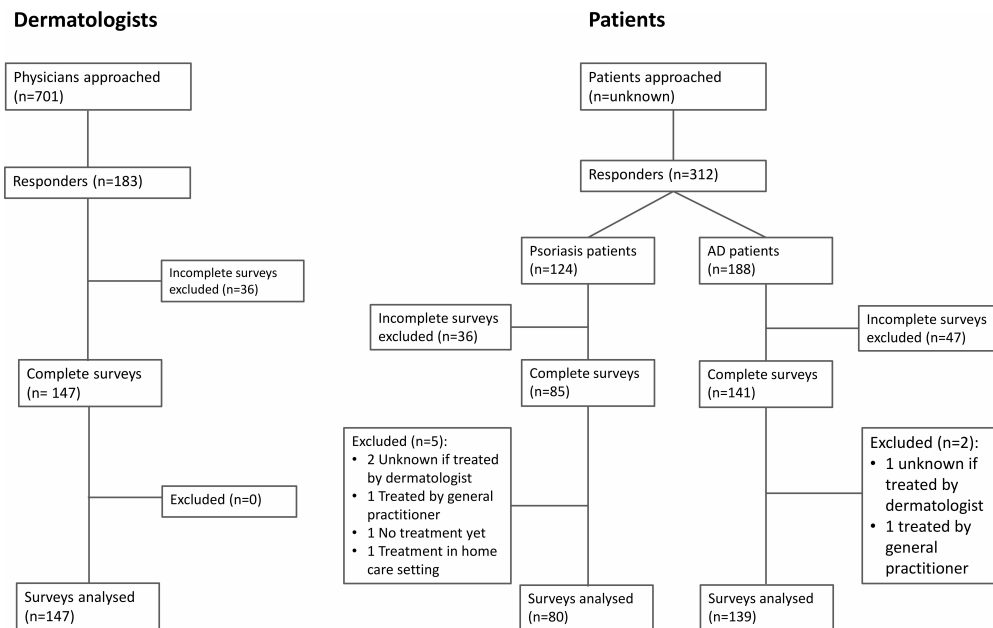 Dermatologists
Physicians approached
(n=701)
Responders (n=183)
Incomplete surveys
excluded (n=36)
Complete surveys
(n= 147)
Excluded (n=0)
Surveys analysed
(n=147)
Patients
Patients approached
(n=unknown)
Responders (n=312)
Psoriasis patients
(n=124)
AD patients
(n=188)
Incomplete surveys
excluded (n=36)
Incomplete surveys
excluded (n=47)
Complete surveys
(n=85)
Complete surveys
(n=141)
Excluded (n=5):
• 2 Unknown if treated
by dermatologist
• 1 Treated by general
practitioner
• 1 No treatment yet
• 1 Treatment in home
care setting
Excluded (n=2):
• 1 unknown if
treated by
dermatologist
• 1 treated by
general
practitioner
Surveys analysed
(n=80)
Surveys analysed
(n=139)